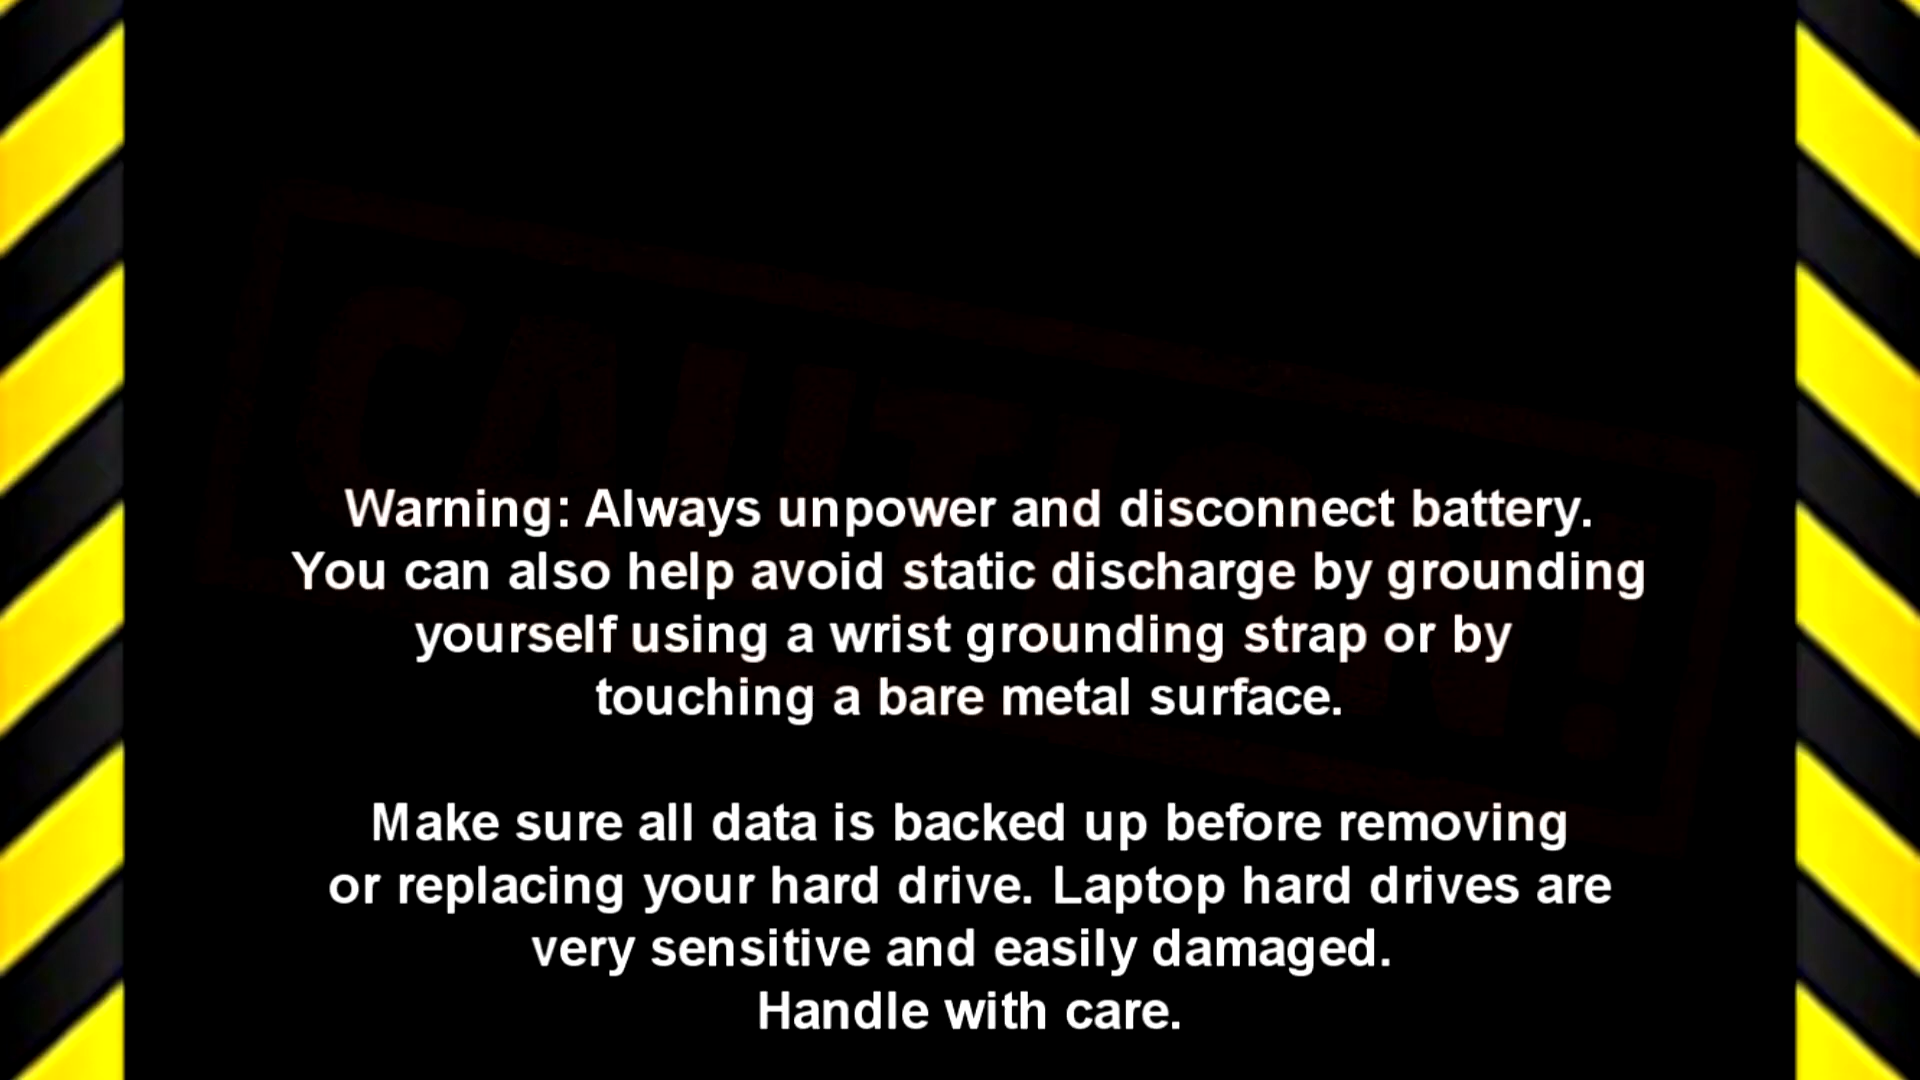 CAUTION!
Warning: Always unpower and disconnect battery.
You can also help avoid static discharge by grounding
yourself using a wrist grounding strap or by
touching a bare metal surface.
Make sure all data is backed up before removing
or replacing your hard drive. Laptop hard drives are
very sensitive and easily damaged.
Handle with care.